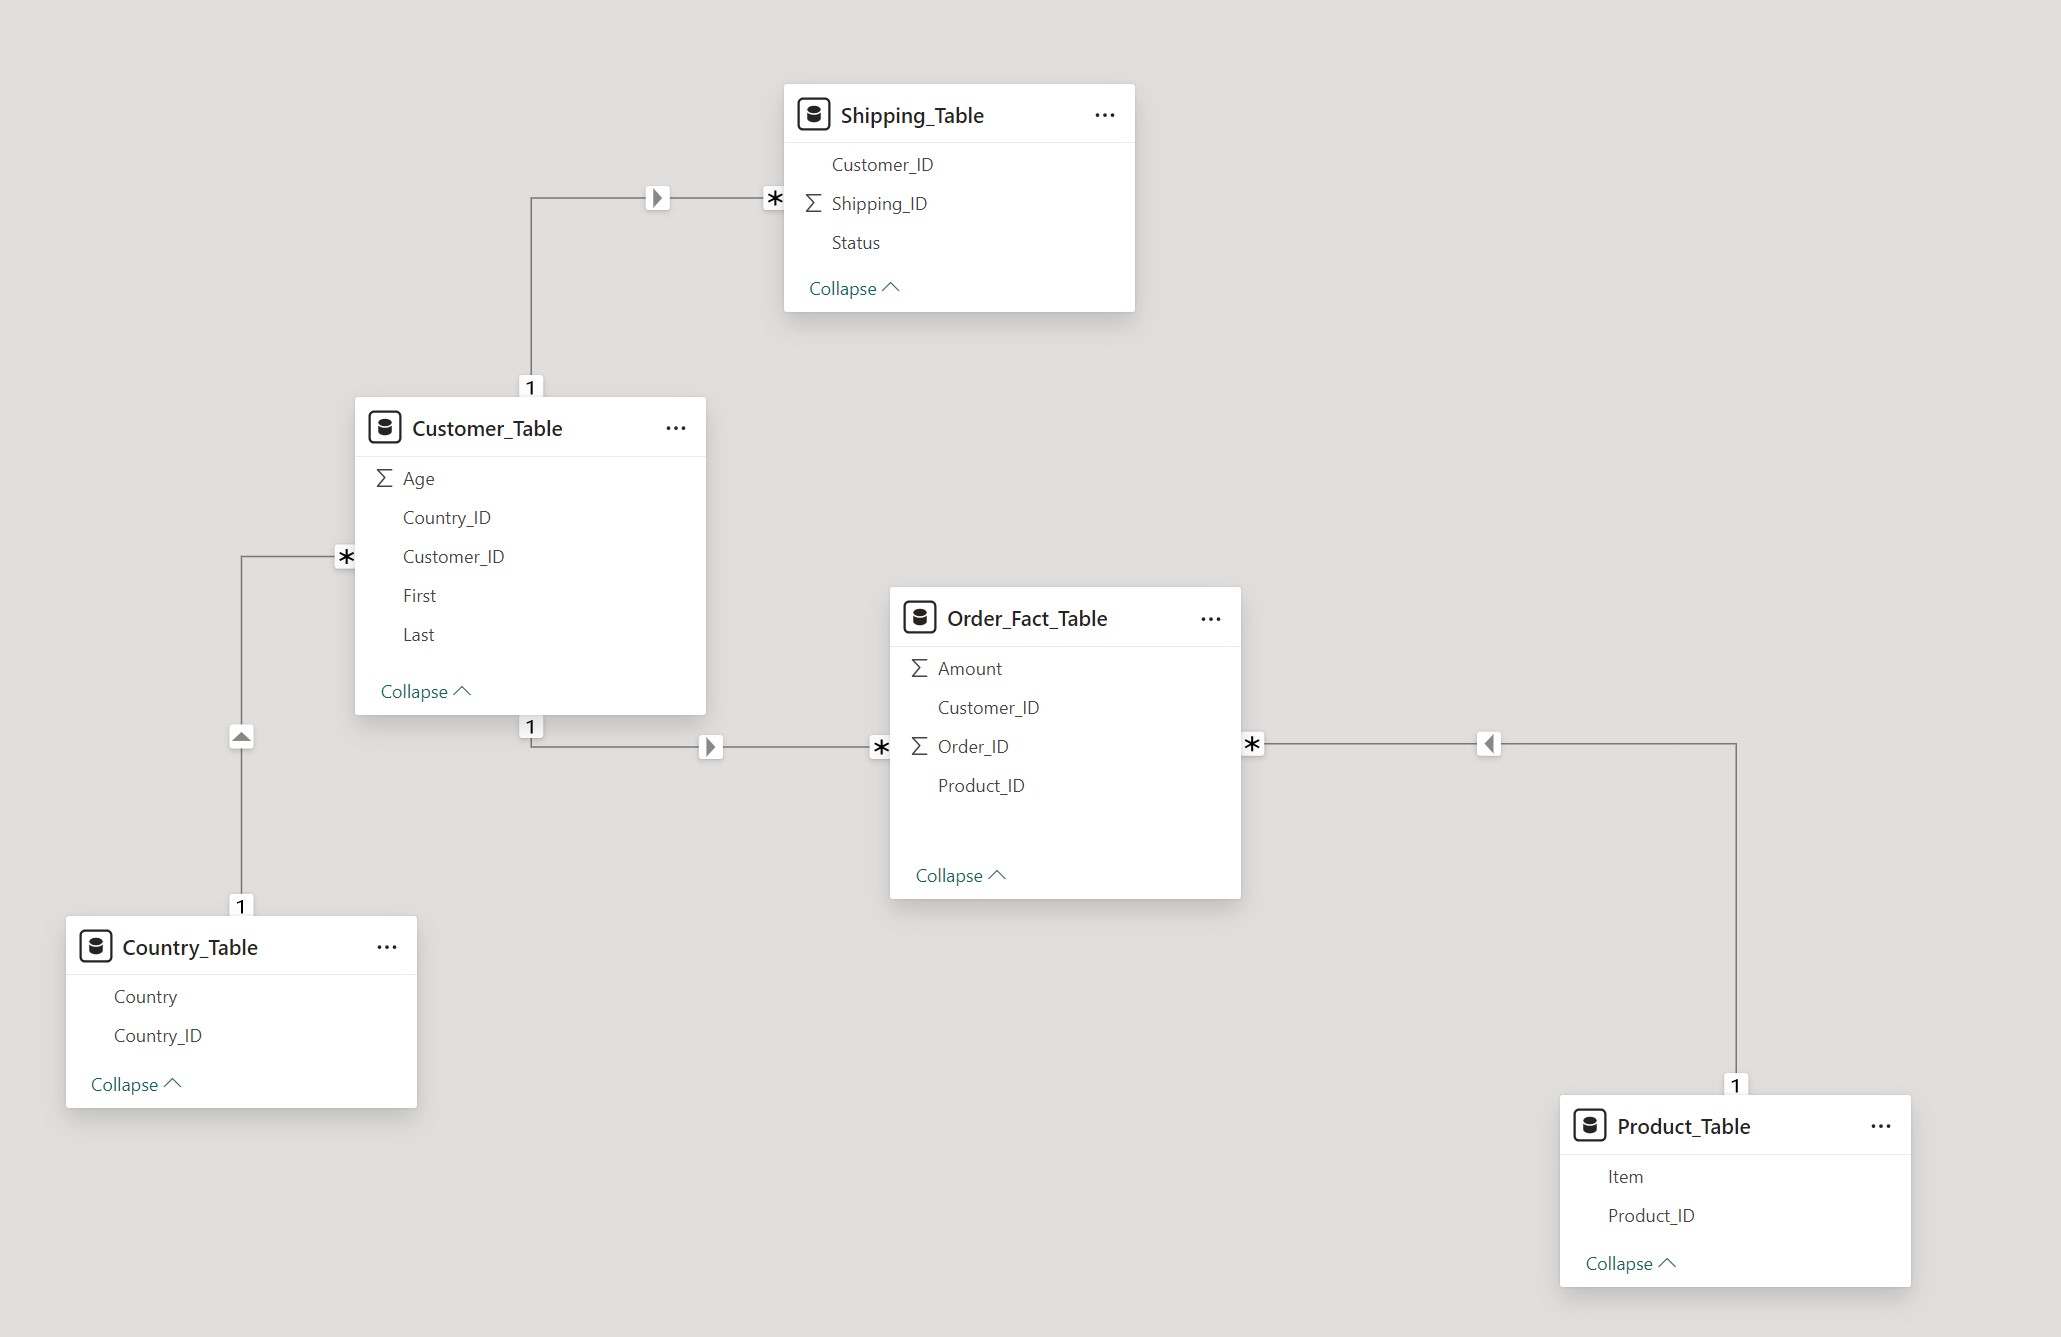 Shipping_Table
Customer_ID
∑ Shipping_ID
Status
Collapse
*
1
Customer_Table
∑ Age
Country_ID
Customer_ID
First
Last
Collapse
*
1
1
Order_Fact_Table
∑ Amount
Customer_ID
∑ Order_ID
Product_ID
Collapse
*
*
1
Country_Table
Country
Country_ID
Collapse
1
Product_Table
Item
Product_ID
Collapse